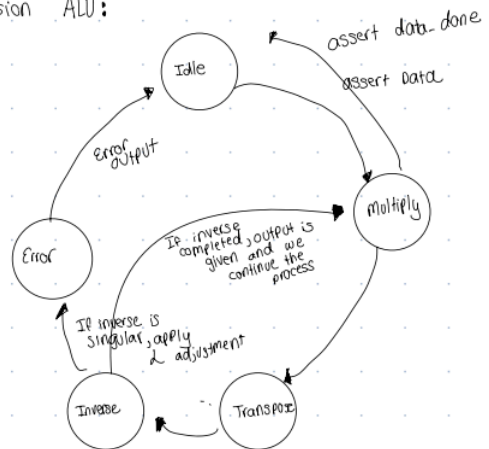 sion ALU:
assert data_done
Idle
assert Data
Error
output
Multiply
If inverse
completed, output is
given and we
continue the
process
Error
If inverse is
singular, apply
λ adjustment
Inverse
Transpose